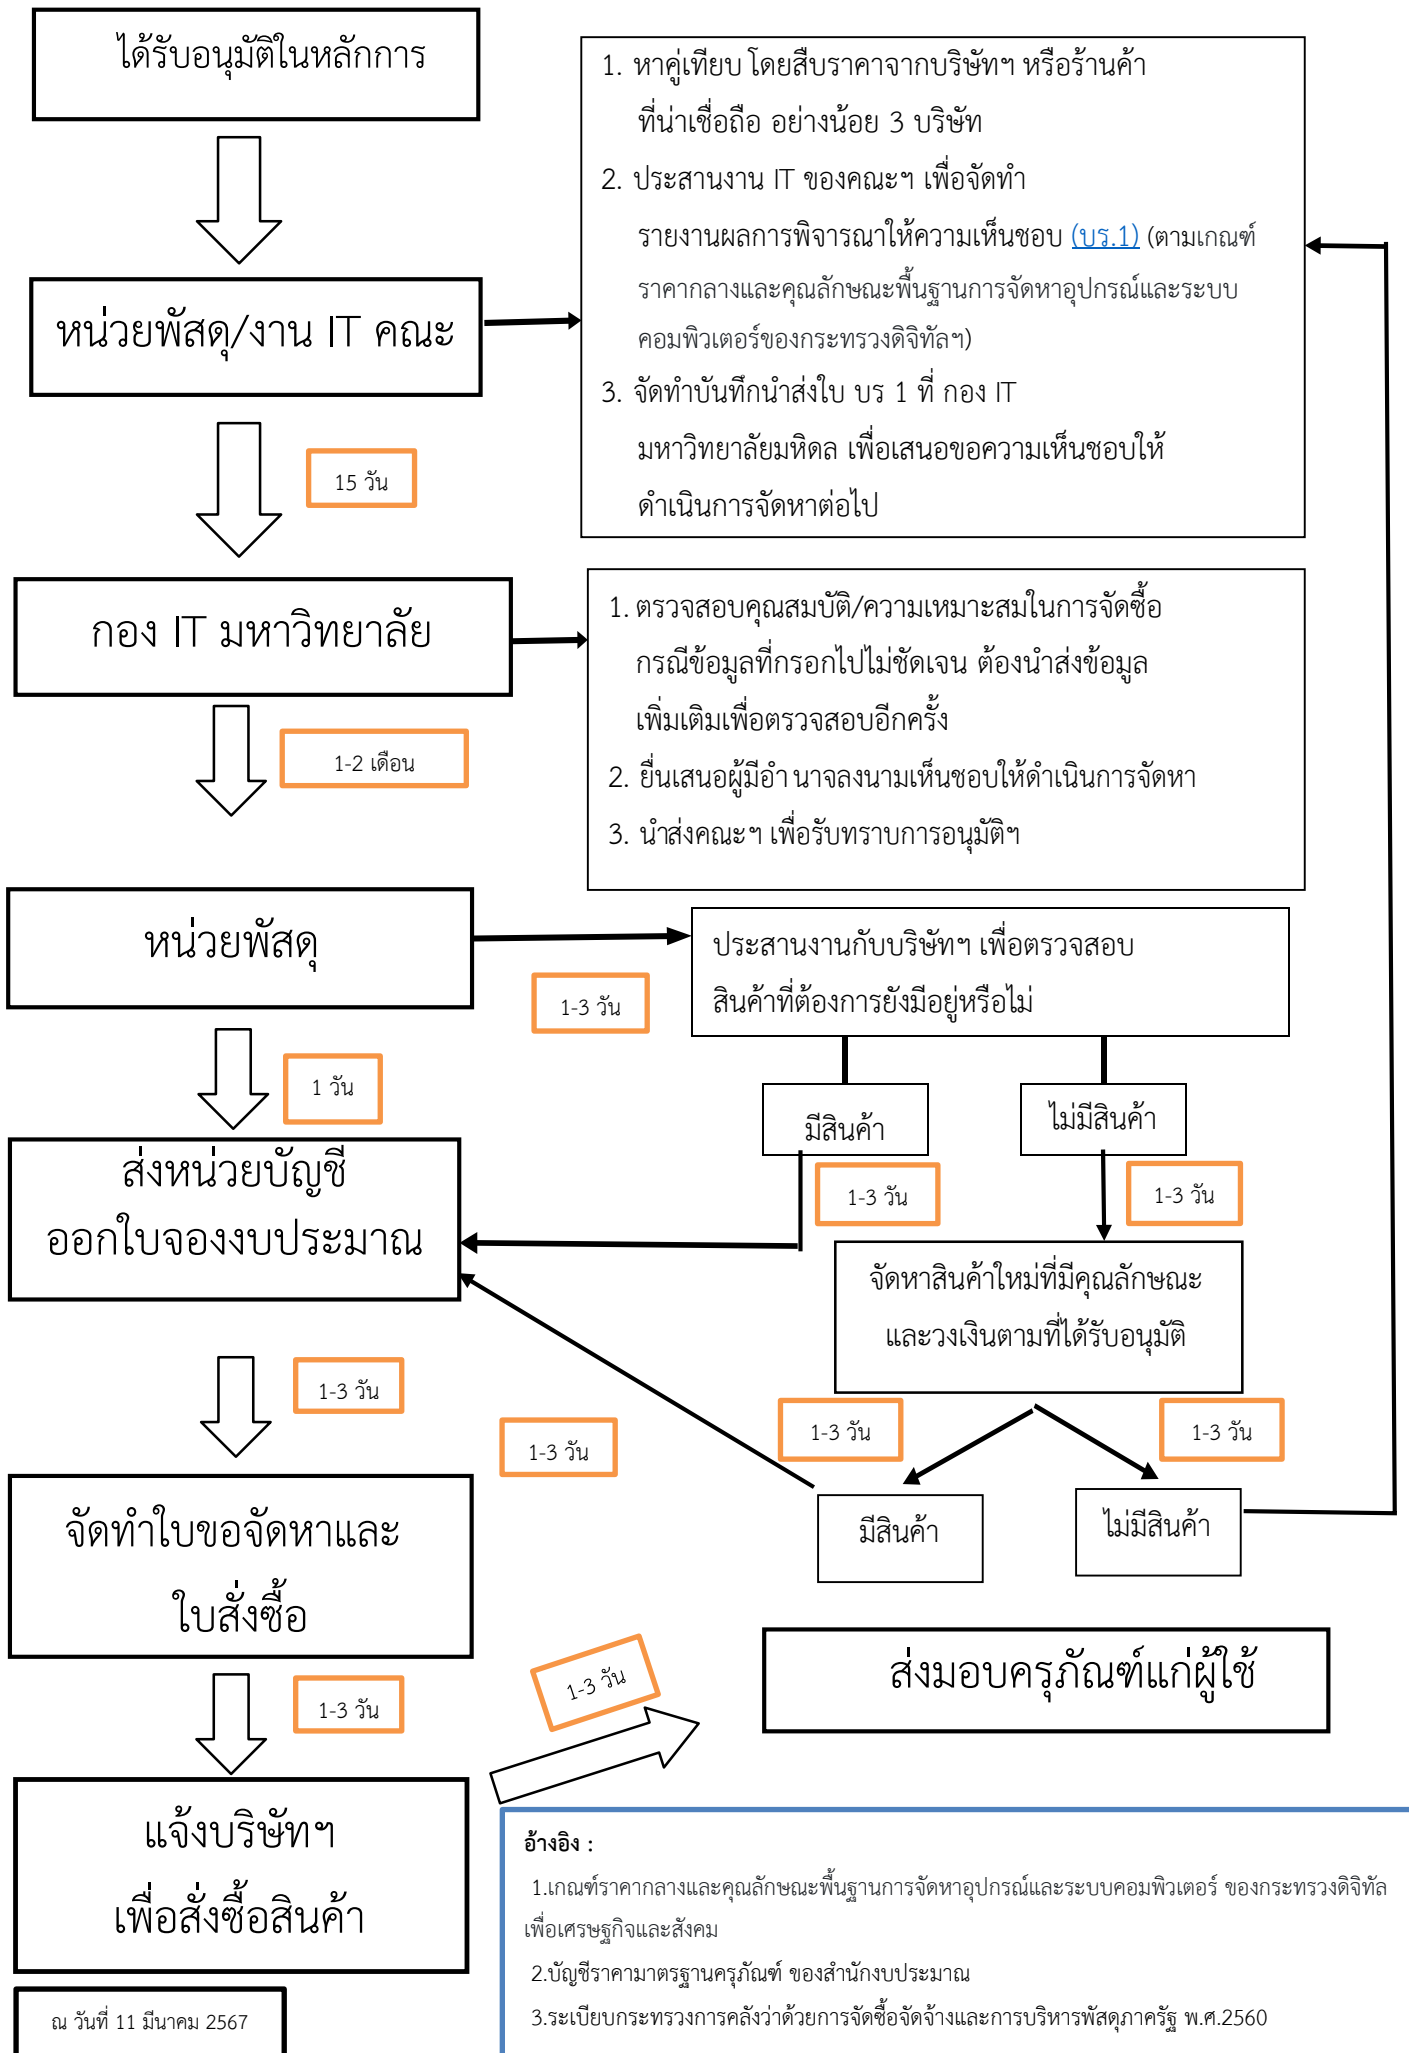 ได้รับอนุมัติในหลักการ
1. หาคู่เทียบ โดยสืบราคาจากบริษัทฯ หรือร้านค้า
ที่น่าเชื่อถือ อย่างน้อย 3 บริษัท
2. ประสานงาน IT ของคณะฯ เพื่อจัดทำ
รายงานผลการพิจารณาให้ความเห็นชอบ (บร.1) (ตามเกณฑ์
ราคากลางและคุณลักษณะพื้นฐานการจัดหาอุปกรณ์และระบบ
คอมพิวเตอร์ของกระทรวงดิจิทัลฯ)
3. จัดทำบันทึกนำส่งใบ บร 1 ที่ กอง IT
มหาวิทยาลัยมหิดล เพื่อเสนอขอความเห็นชอบให้
ดำเนินการจัดหาต่อไป
หน่วยพัสดุ/งาน IT คณะ
15 วัน
กอง IT มหาวิทยาลัย
1. ตรวจสอบคุณสมบัติ/ความเหมาะสมในการจัดซื้อ
กรณีข้อมูลที่กรอกไปไม่ชัดเจน ต้องนำส่งข้อมูล
เพิ่มเติมเพื่อตรวจสอบอีกครั้ง
2. ยื่นเสนอผู้มีอำนาจลงนามเห็นชอบให้ดำเนินการจัดหา
3. นำส่งคณะฯ เพื่อรับทราบการอนุมัติฯ
1-2 เดือน
หน่วยพัสดุ
1-3 วัน
ประสานงานกับบริษัทฯ เพื่อตรวจสอบ
สินค้าที่ต้องการยังมีอยู่หรือไม่
1 วัน
มีสินค้า
ไม่มีสินค้า
1-3 วัน
1-3 วัน
ส่งหน่วยบัญชี
ออกใบจองงบประมาณ
จัดหาสินค้าใหม่ที่มีคุณลักษณะ
และวงเงินตามที่ได้รับอนุมัติ
1-3 วัน
1-3 วัน
1-3 วัน
1-3 วัน
มีสินค้า
ไม่มีสินค้า
จัดทำใบขอจัดหาและ
ใบสั่งซื้อ
1-3 วัน
1-3 วัน
ส่งมอบครุภัณฑ์แก่ผู้ใช้
แจ้งบริษัทฯ
เพื่อสั่งซื้อสินค้า
อ้างอิง :
1.เกณฑ์ราคากลางและคุณลักษณะพื้นฐานการจัดหาอุปกรณ์และระบบคอมพิวเตอร์ ของกระทรวงดิจิทัล
เพื่อเศรษฐกิจและสังคม
2.บัญชีราคามาตรฐานครุภัณฑ์ ของสำนักงบประมาณ
3.ระเบียบกระทรวงการคลังว่าด้วยการจัดซื้อจัดจ้างและการบริหารพัสดุภาครัฐ พ.ศ.2560
ณ วันที่ 11 มีนาคม 2567